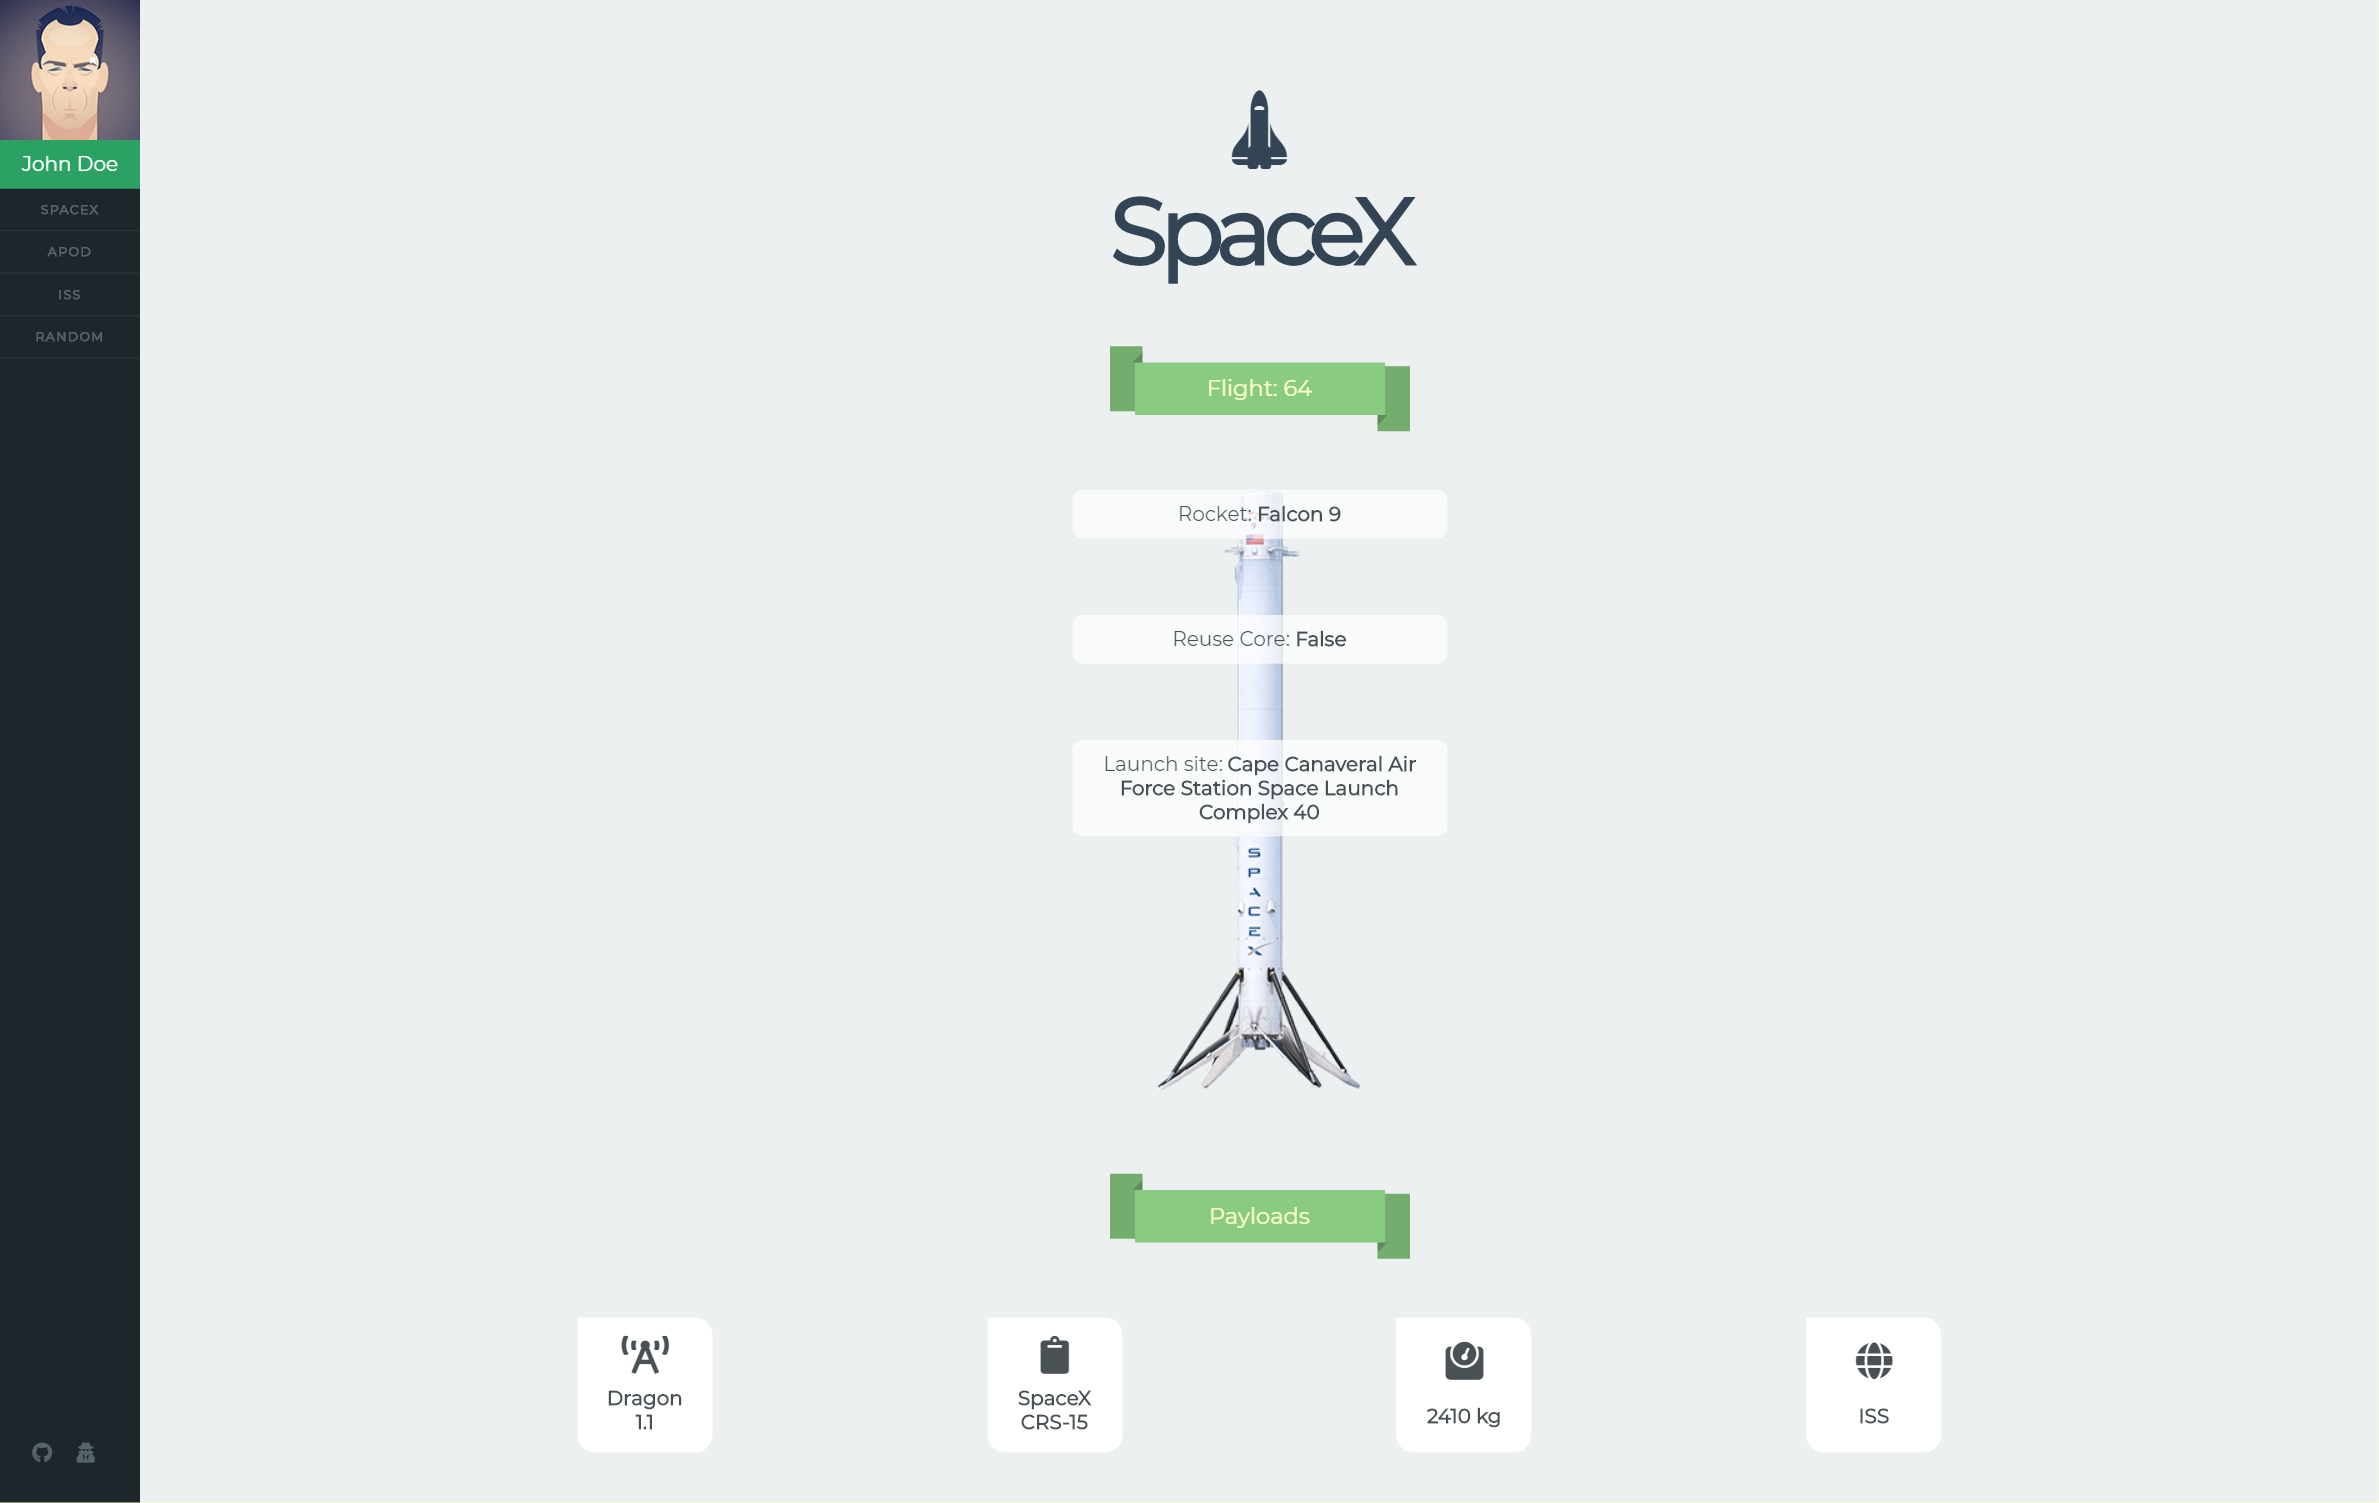 John Doe
SPACEX
APOD
ISS
RANDOM
SpaceX
Flight: 64
Rocket: Falcon 9
9
Reuse Core: False
Launch site: Cape Canaveral Air
Force Station Space Launch
Complex 40
SPACEX
Payloads
Dragon
1.1
SpaceX
CRS-15
2410 kg
ISS